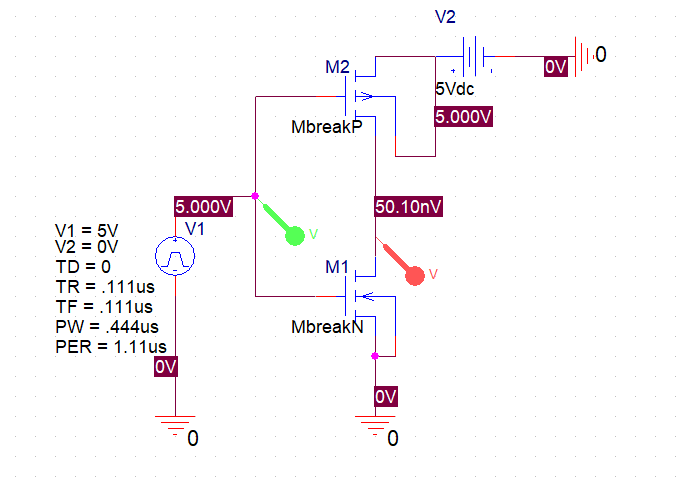 V2
0
M2
0V
5Vdc
MbreakP
5.000V
5.000V
50.10nV
V1
V
V1 = 5V
V2 = 0V
TD = 0
TR = .111us
TF = .111us
PW = .444us
PER = 1.11us
M1
V
MbreakN
0V
0V
0
0